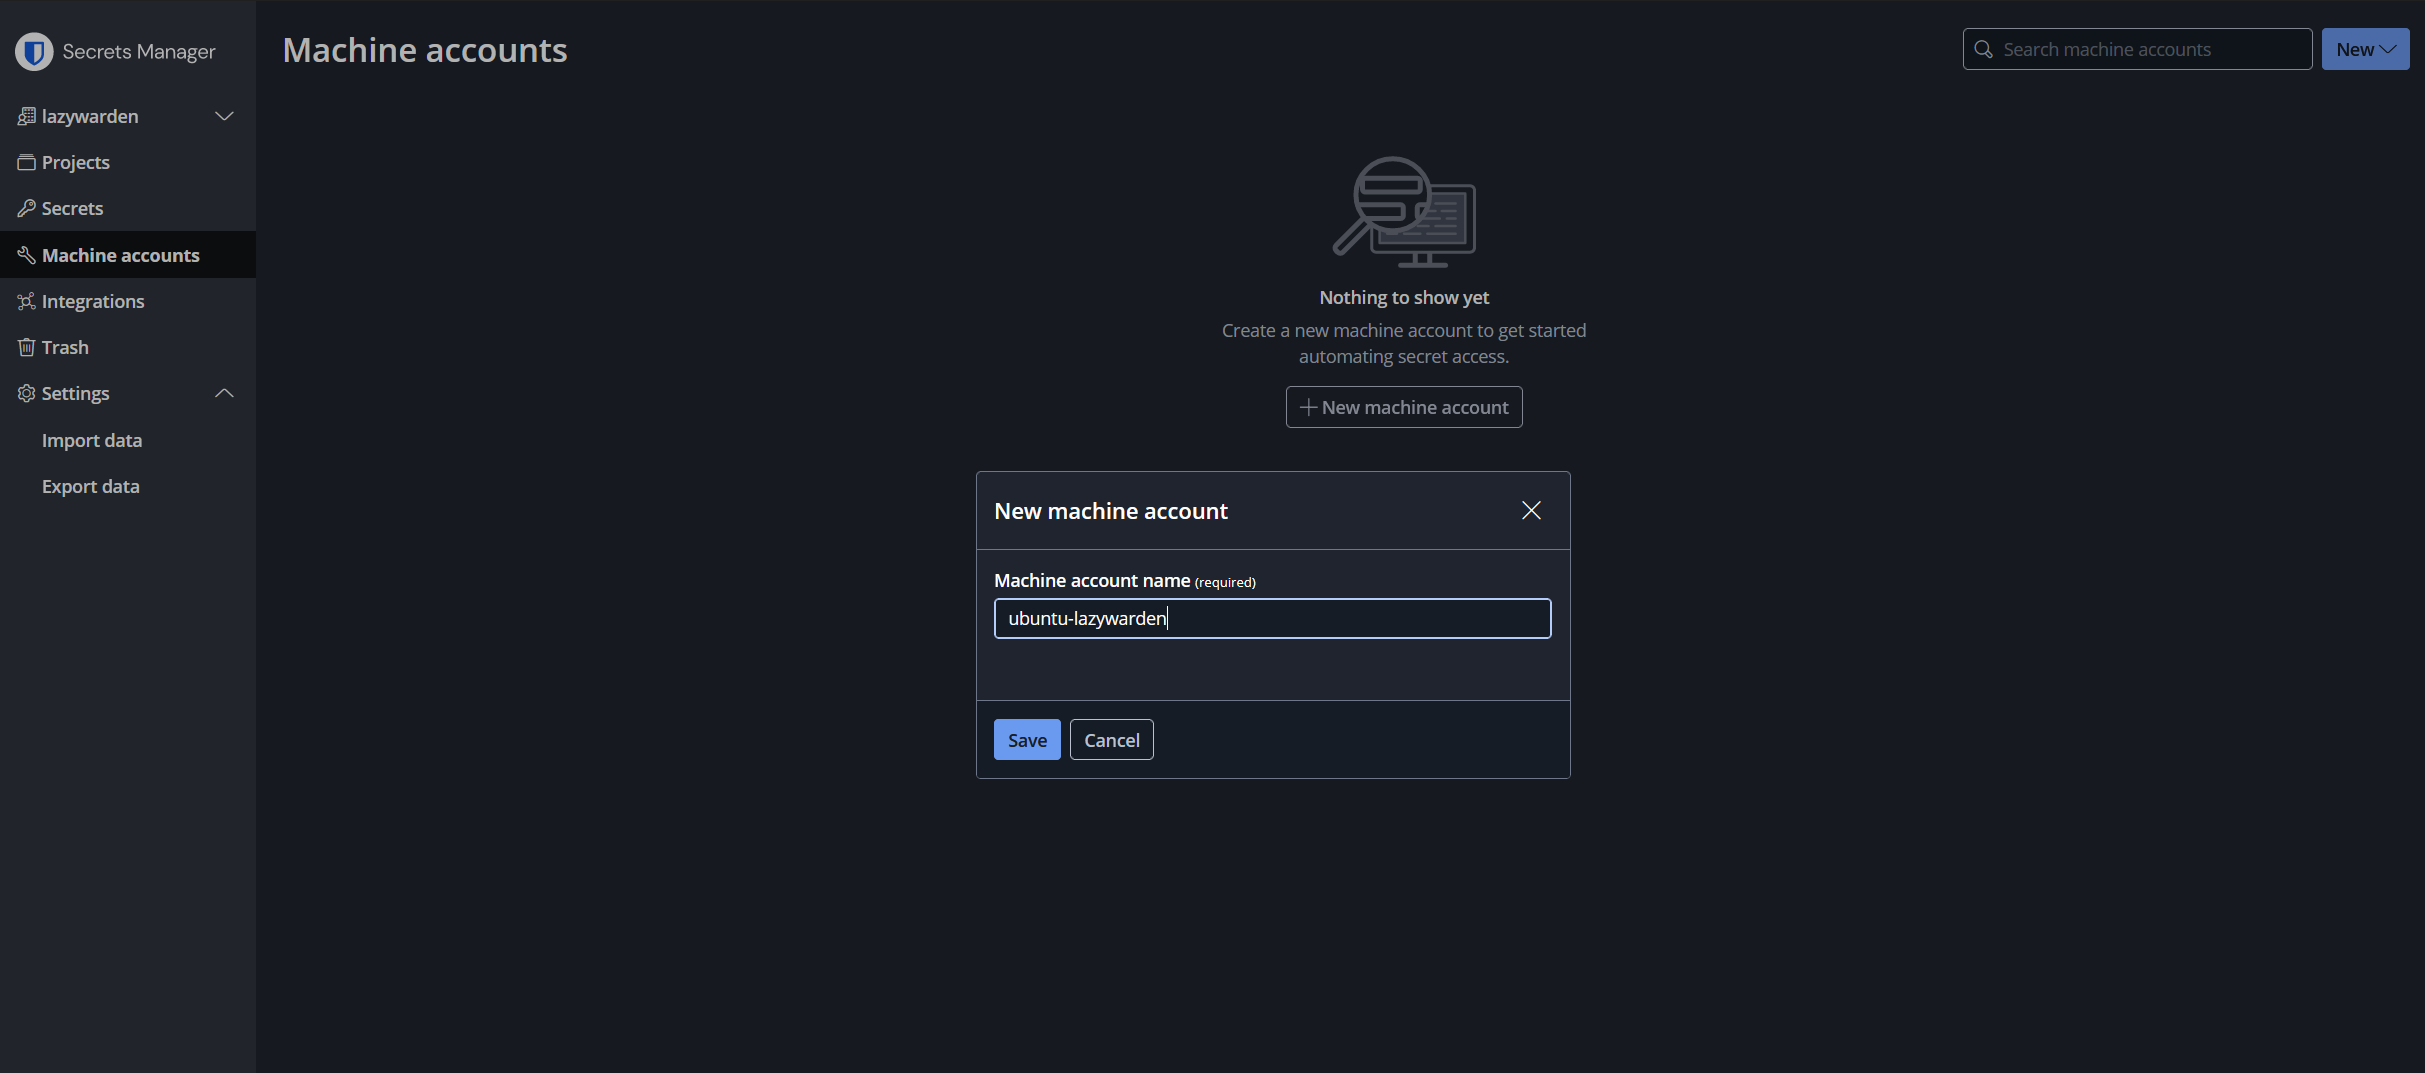 Secrets Manager
lazywarden
Projects
Secrets
Machine accounts
Integrations
Trash
Settings
Import data
Export data
Machine accounts
Search machine accounts
New
Nothing to show yet
Create a new machine account to get started
automating secret access.
New machine account
New machine account
Machine account name (required)
ubuntu-lazywarden
Save
Cancel